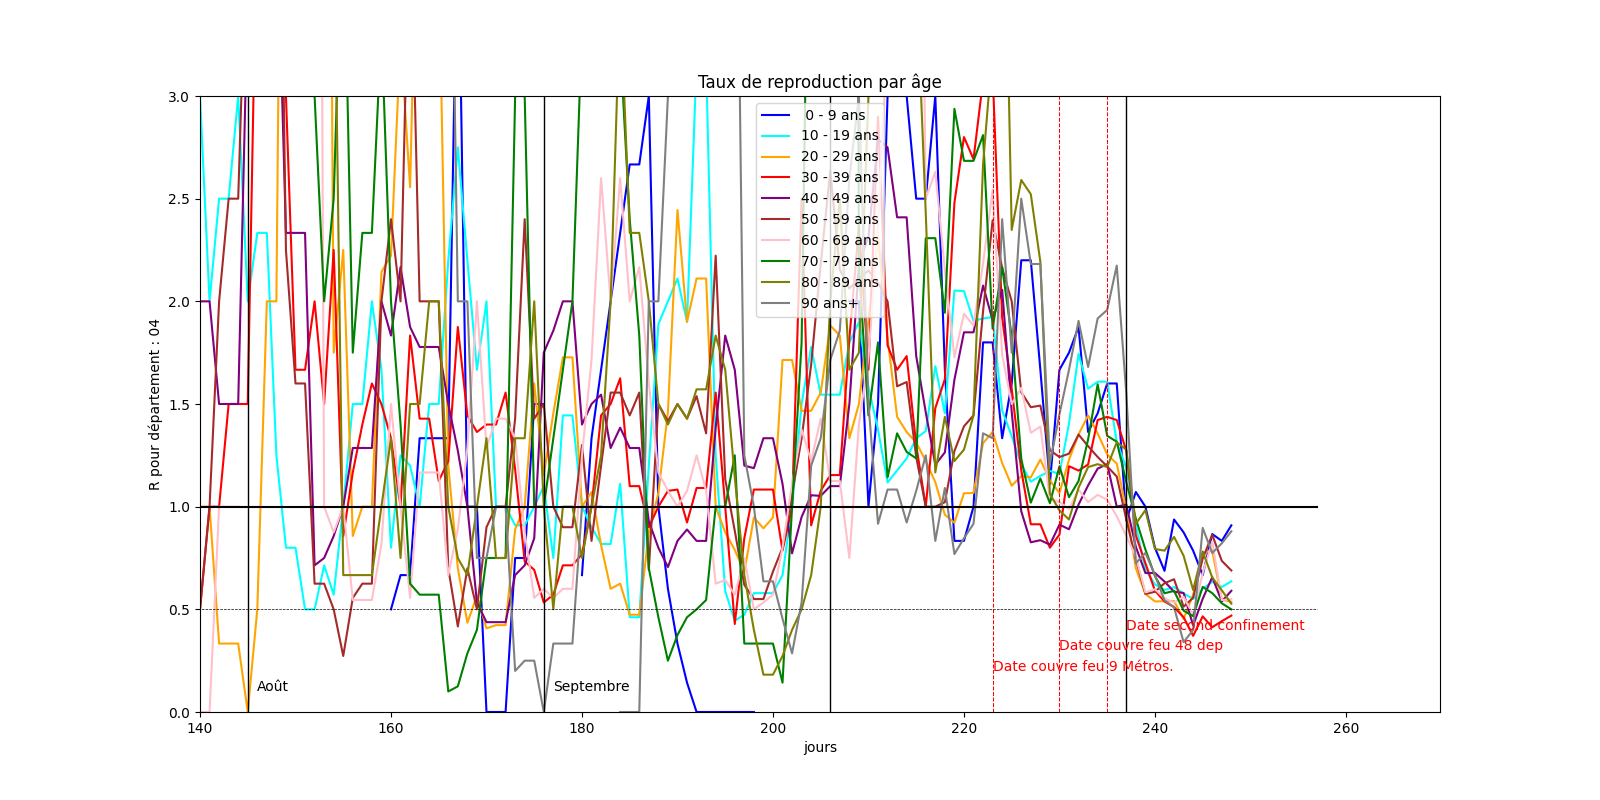 Taux de reproduction par âge
R pour département : 04
3.0
2.5
2.0
1.5
1.0
0.5
0.0
0 - 9 ans
10 - 19 ans
20 - 29 ans
30 - 39 ans
40 - 49 ans
50 - 59 ans
60 - 69 ans
70 - 79 ans
80 - 89 ans
90 ans+
Date second confinement
Date couvre feu 48 dep
Date couvre feu 9 Métros.
Août
Septembre
140
160
180
200
220
240
260
jours